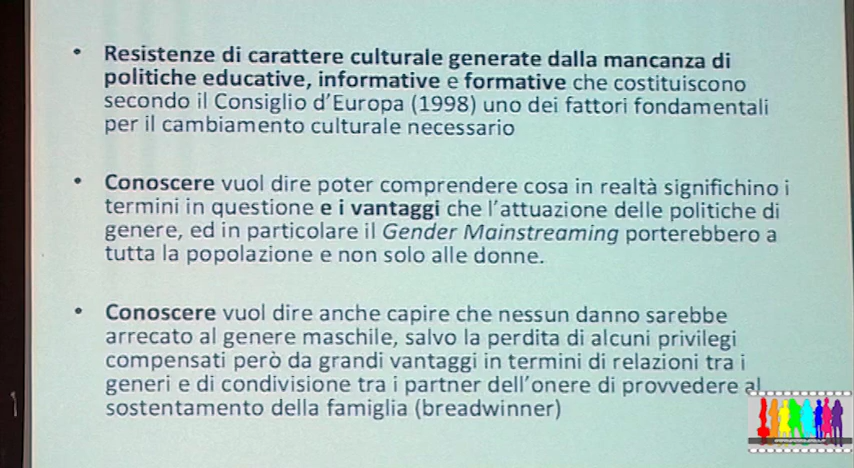 • Resistenze di carattere culturale generate dalla mancanza di
politiche educative, informative e formative che costituiscono
secondo il Consiglio d'Europa (1998) uno dei fattori fondamentali
per il cambiamento culturale necessario
• Conoscere vuol dire poter comprendere cosa in realtà significhino i
termini in questione e i vantaggi che l'attuazione delle politiche di
genere, ed in particolare il Gender Mainstreaming porterebbero a
tutta la popolazione e non solo alle donne.
• Conoscere vuol dire anche capire che nessun danno sarebbe
arrecato al genere maschile, salvo la perdita di alcuni privilegi
compensati però da grandi vantaggi in termini di relazioni tra i
generi e di condivisione tra i partner dell'onere di provvedere al
sostentamento della famiglia (breadwinner)